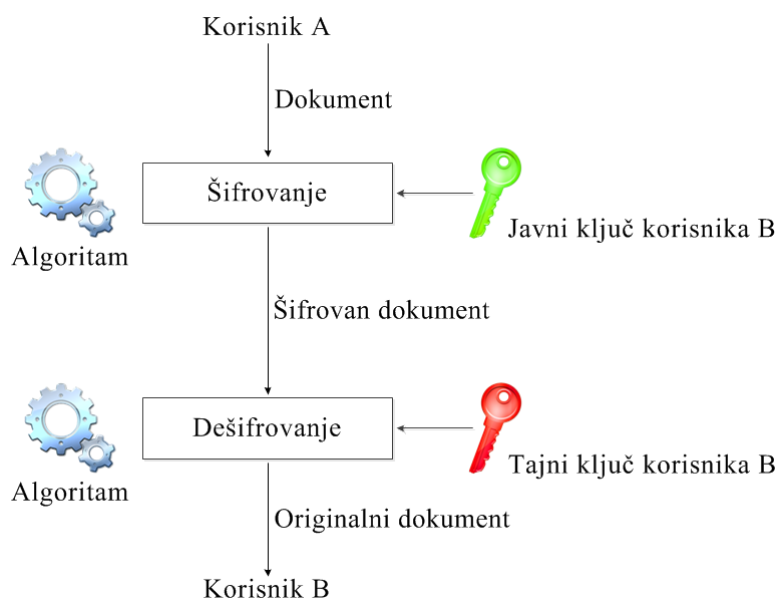 Korisnik A
Dokument
Šifrovanje
Algoritam
Javni ključ korisnika B
Šifrovan dokument
Dešifrovanje
Algoritam
Tajni ključ korisnika B
Originalni dokument
Korisnik B